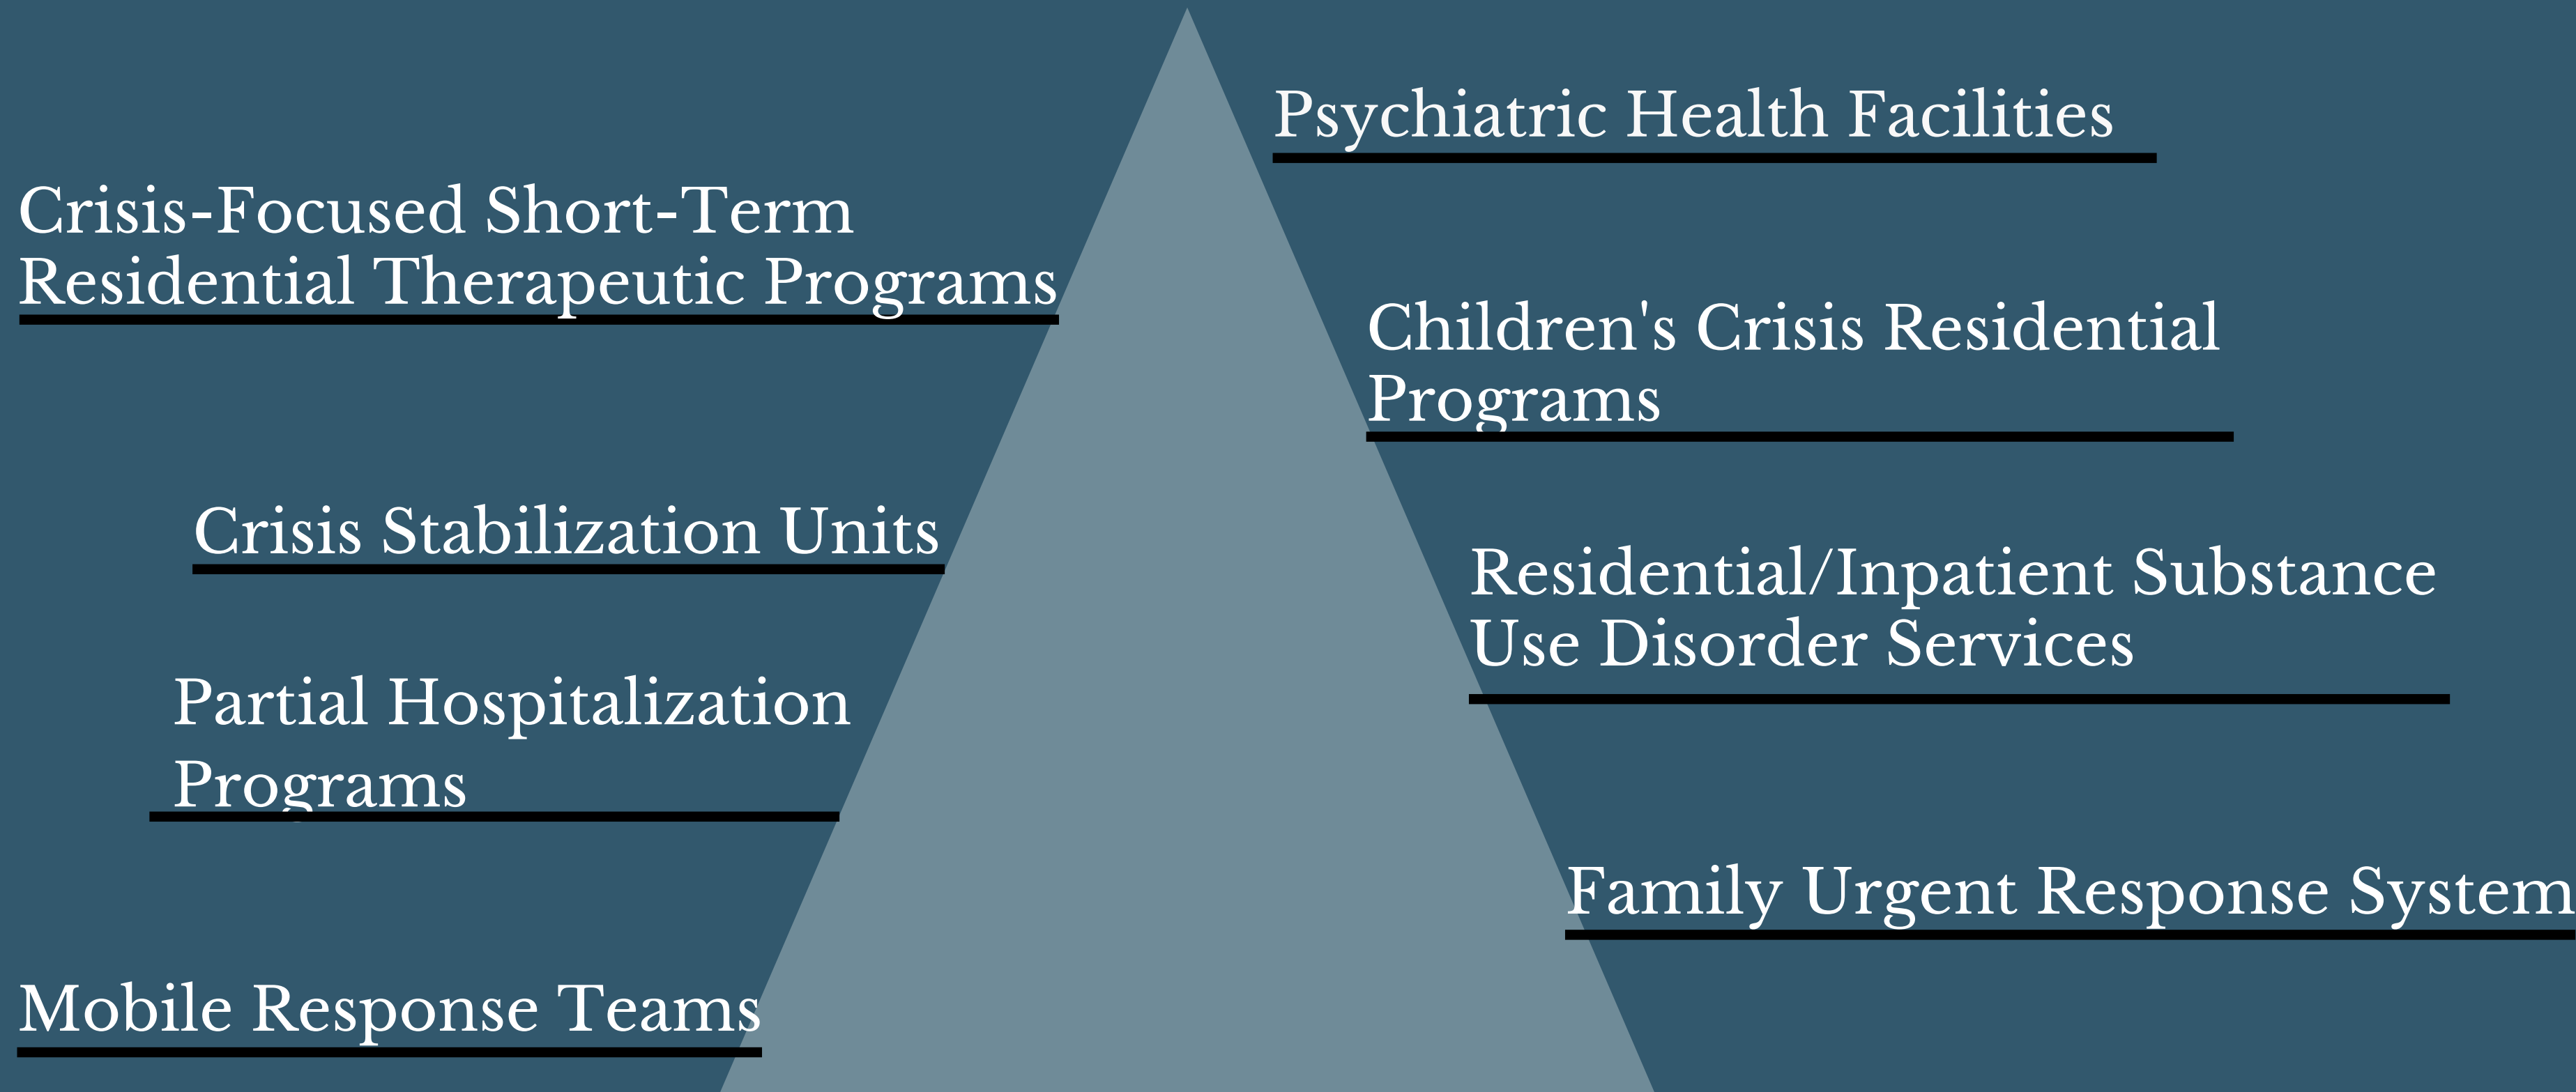 Psychiatric Health Facilities
Crisis-Focused Short-Term
Residential Therapeutic Programs
Children's Crisis Residential
Programs
Crisis Stabilization Units
Residential/Inpatient Substance
Use Disorder Services
Partial Hospitalization
Programs
Family Urgent Response System
Mobile Response Teams